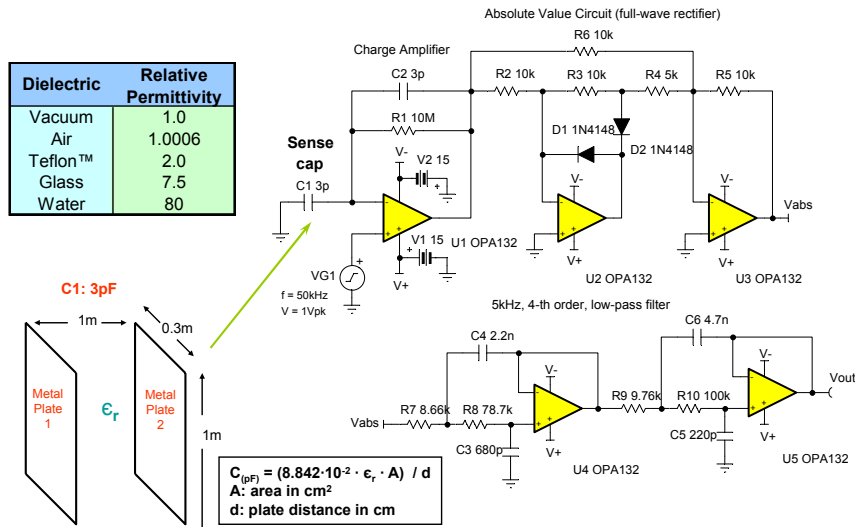 Absolute Value Circuit (full-wave rectifier)
R6 10k
Charge Amplifier
C2 3p
R2 10k
R3 10k
R4 5k
R5 10k
R1 10M
D1 1N4148
D2 1N4148
Sense
cap
C1 3p
V-
V2 15
+
-
+
U1 OPA132
V1 15
+
V+
VG1
+
f = 50kHz
V = 1Vpk
V-
-
+
V+
U2 OPA132
V-
-
+
V+
U3 OPA132
Vabs
Dielectric
Relative
Permittivity
Vacuum 1.0
Air 1.0006
Teflon™ 2.0
Glass 7.5
Water 80
C1: 3pF
1m
0.3m
Metal
Plate
1
ϵr
Metal
Plate
2
1m
C(pF) = (8.842·10-2 · ϵr · A) / d
A: area in cm2
d: plate distance in cm
5kHz, 4-th order, low-pass filter
C4 2.2n
C6 4.7n
V-
-
+
V+
Vabs
R7 8.66k
R8 78.7k
C3 680p
U4 OPA132
R9 9.76k
R10 100k
C5 220p
V-
-
+
V+
U5 OPA132
Vout